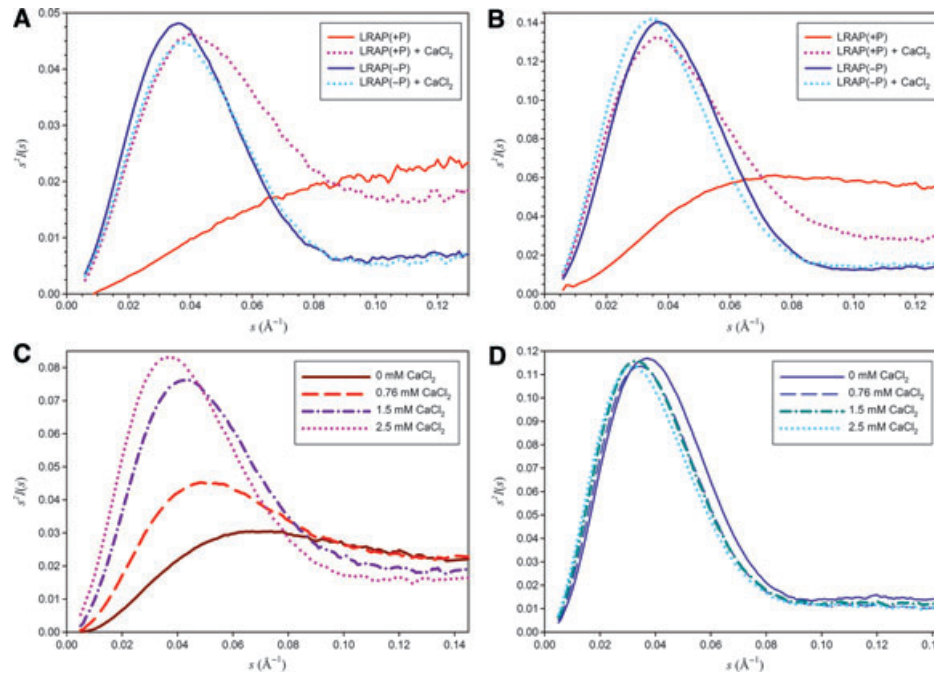 A
0.05
0.04
0.03
0.02
0.01
0.00
s²I(s)
LRAP(+P)
LRAP(+P) + CaCl₂
LRAP(–P)
LRAP(–P) + CaCl₂
0.00 0.02 0.04 0.06 0.08 0.10 0.12
s (Å⁻¹)
B
0.14
0.12
0.10
0.08
0.06
0.04
0.02
0.00
s²I(s)
LRAP(+P)
LRAP(+P) + CaCl₂
LRAP(–P)
LRAP(–P) + CaCl₂
0.00 0.02 0.04 0.06 0.08 0.10 0.12
s (Å⁻¹)
C
0.08
0.07
0.06
0.05
0.04
0.03
0.02
0.01
0.00
s²I(s)
0 mM CaCl₂
0.76 mM CaCl₂
1.5 mM CaCl₂
2.5 mM CaCl₂
0.00 0.02 0.04 0.06 0.08 0.10 0.12 0.14
s (Å⁻¹)
D
0.12
0.11
0.10
0.09
0.08
0.07
0.06
0.05
0.04
0.03
0.12
0.01
0.00
s²I(s)
0 mM CaCl₂
0.76 mM CaCl₂
1.5 mM CaCl₂
2.5 mM CaCl₂
0.00 0.02 0.04 0.06 0.08 0.10 0.12 0.14
s (Å⁻¹)